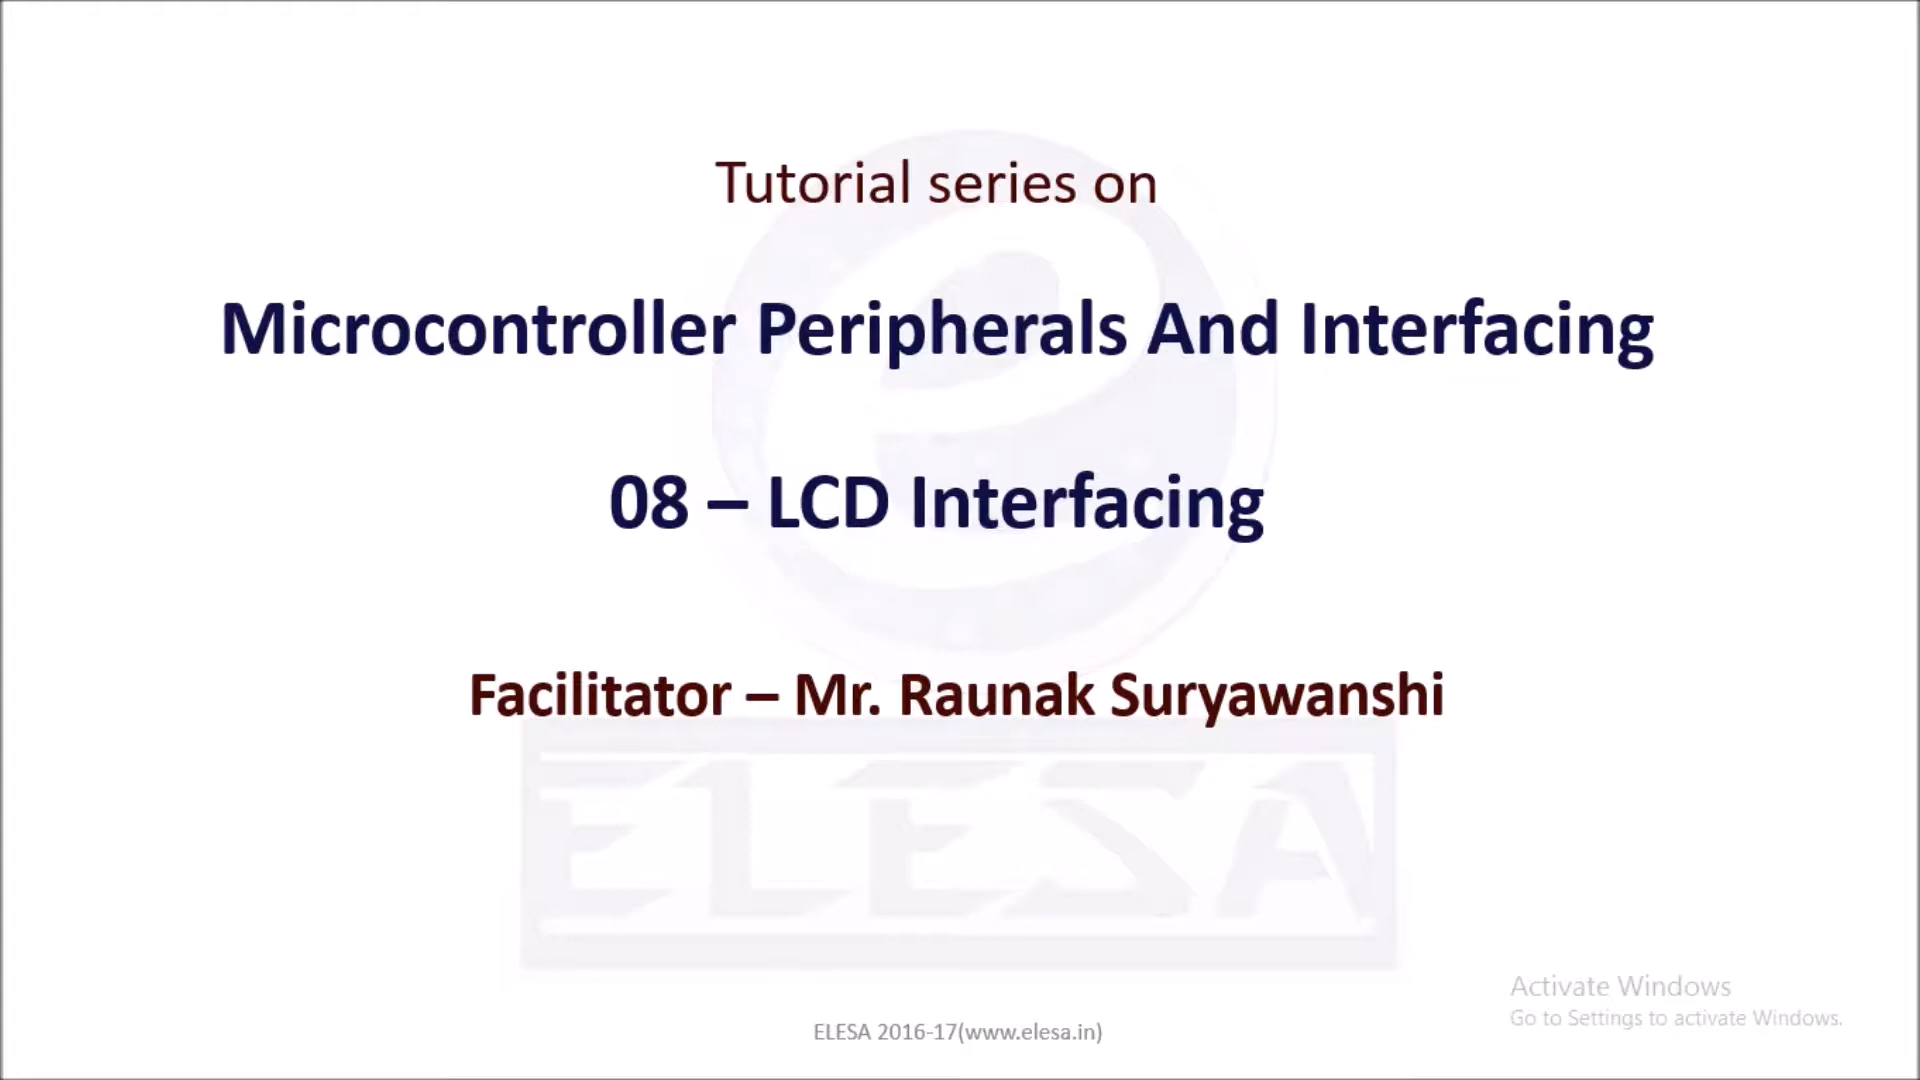 Tutorial series on
Microcontroller Peripherals And Interfacing
08 – LCD Interfacing
Facilitator – Mr. Raunak Suryawanshi
ELESA
Activate Windows
Go to Settings to activate Windows.
ELESA 2016-17(www.elesa.in)